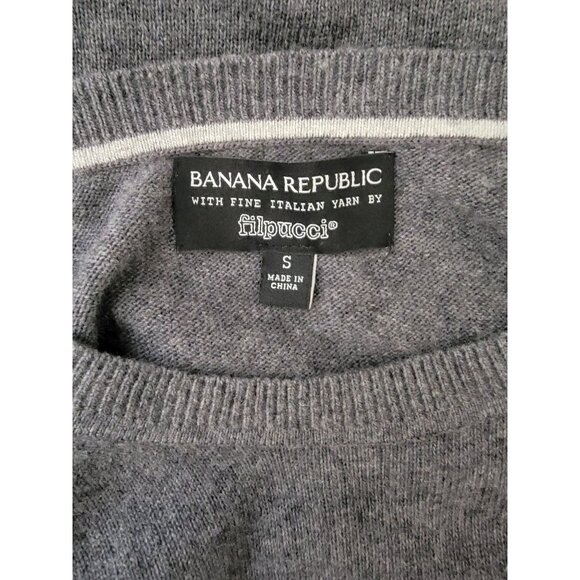 BANANA REPUBLIC
WITH FINE ITALIAN YARN BY
filpucci®
S
MADE IN
CHINA